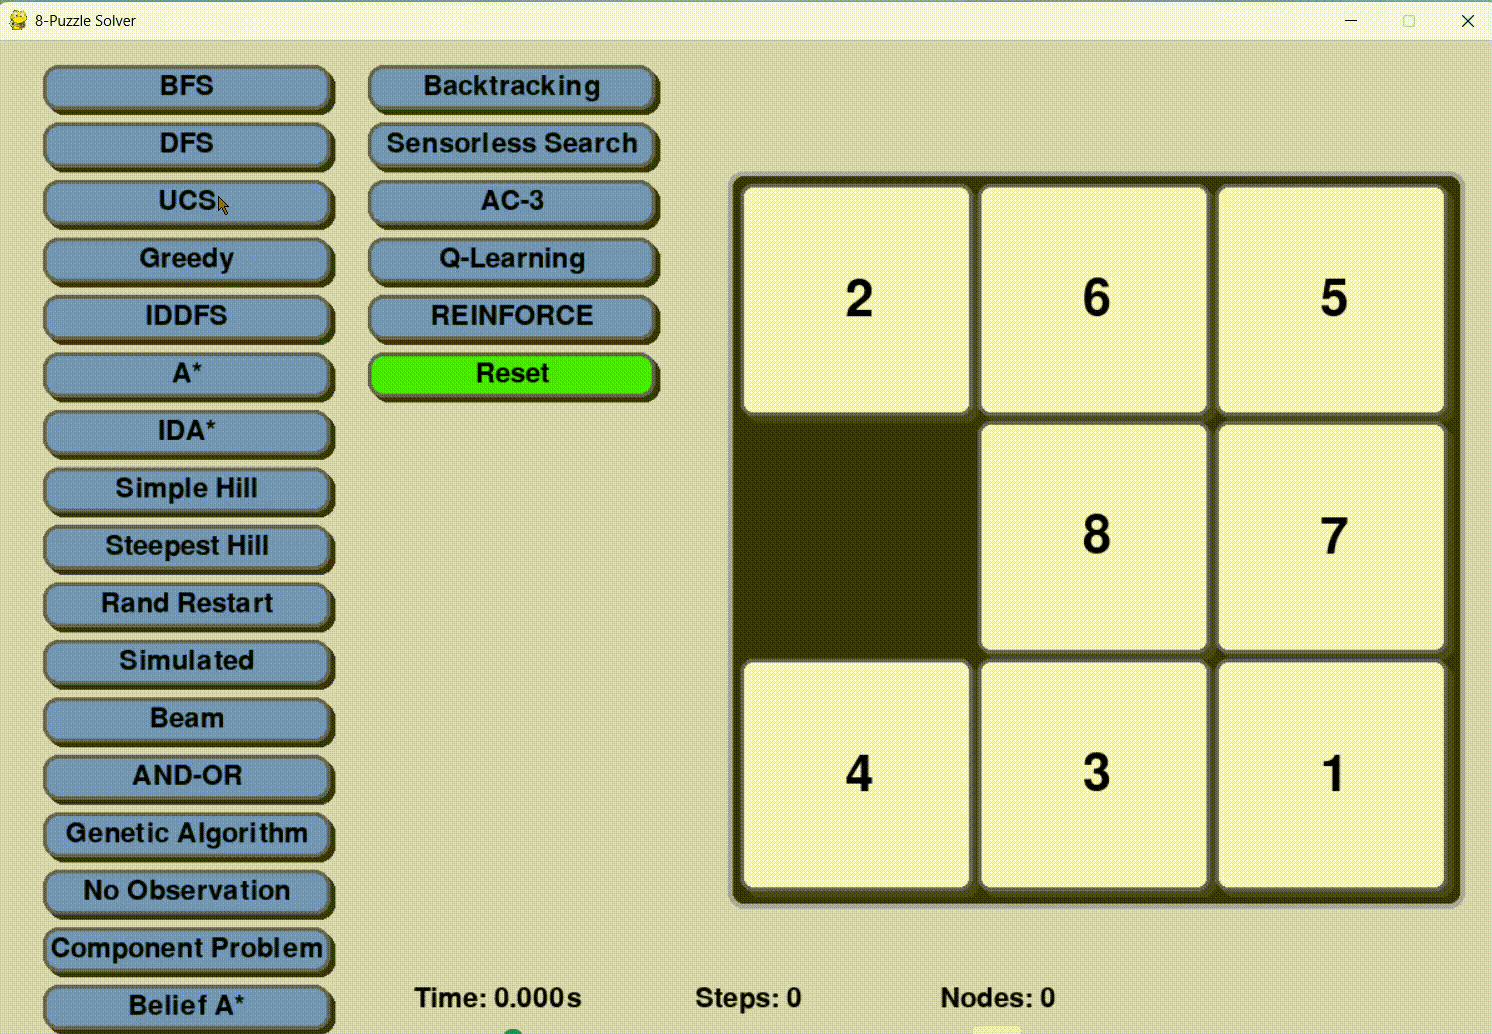 8-Puzzle Solver
BFS
DFS
UCS
Greedy
IDDFS
A*
IDA*
Simple Hill
Steepest Hill
Rand Restart
Simulated
Beam
AND-OR
Genetic Algorithm
No Observation
Component Problem
Belief A*
Backtracking
Sensorless Search
AC-3
Q-Learning
REINFORCE
Reset
2 6 5
8 7
4 3 1
Time: 0.000s Steps: 0 Nodes: 0